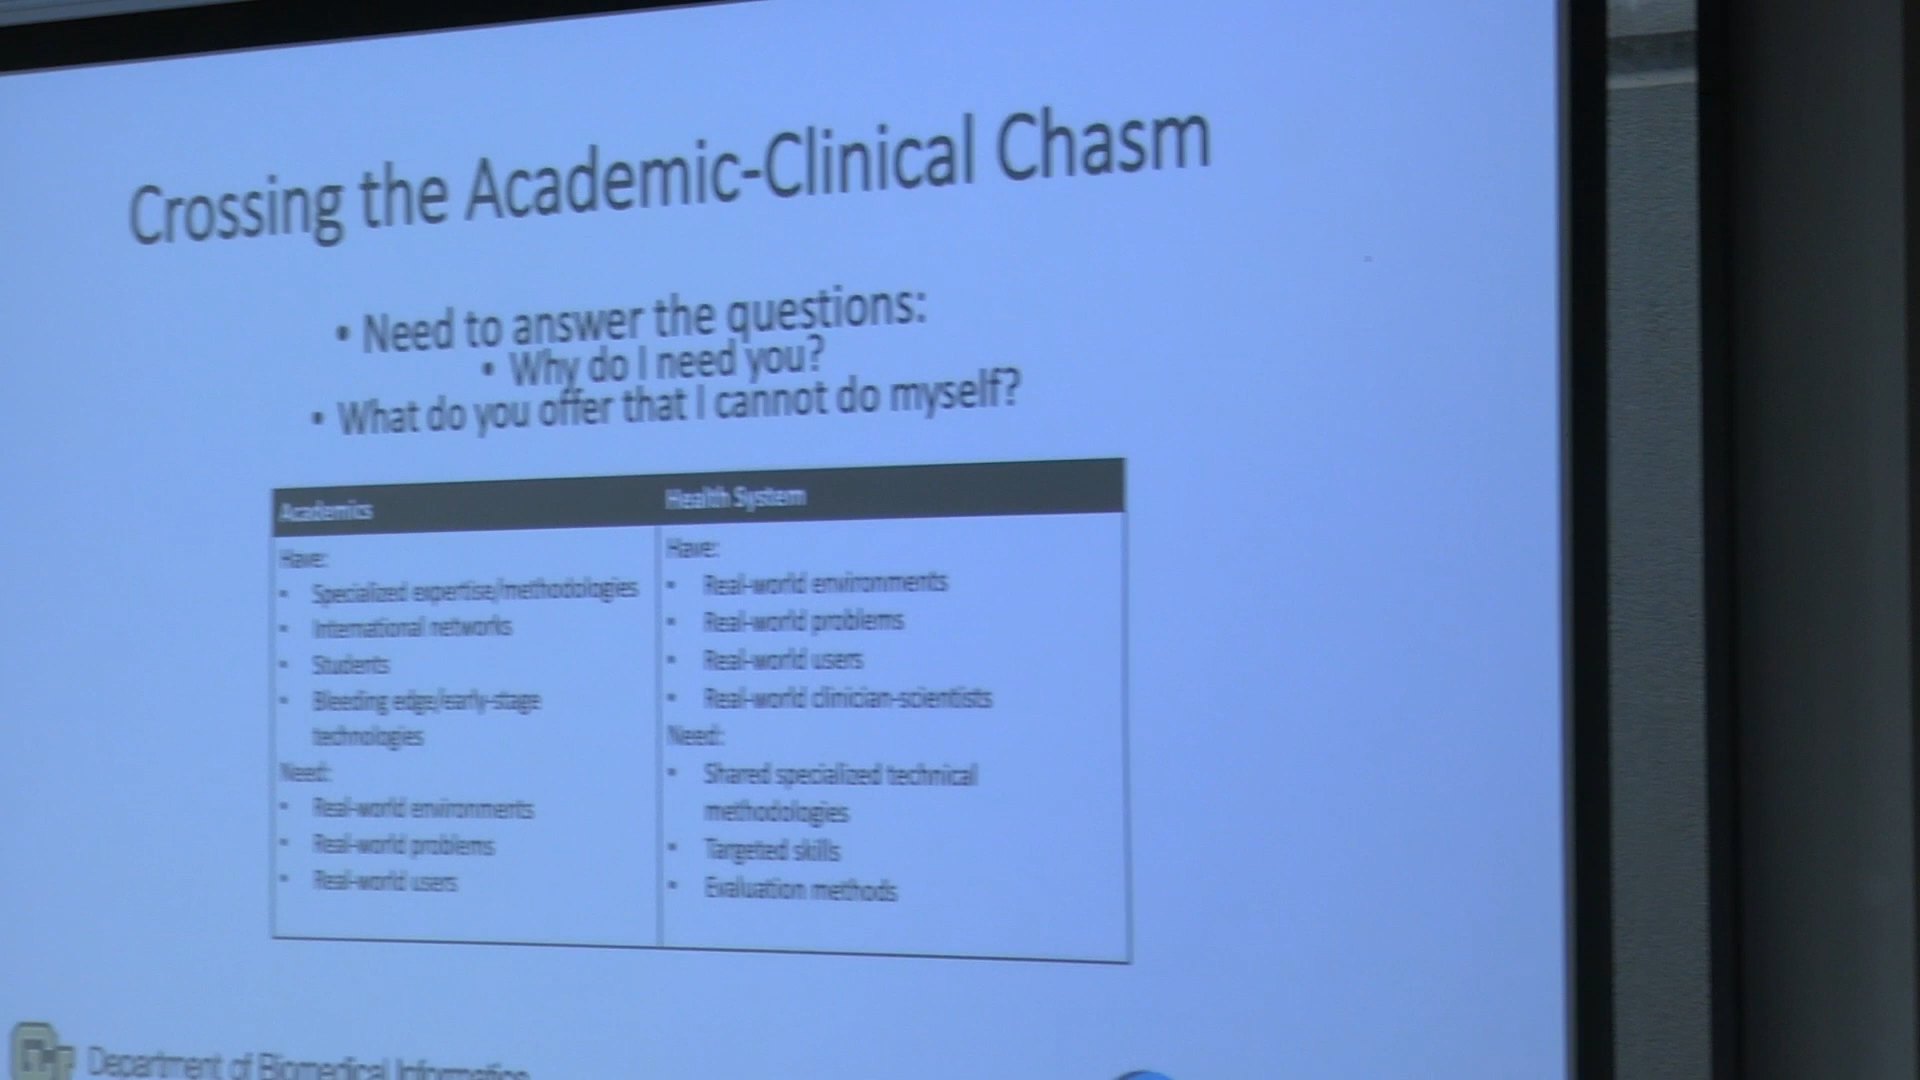 Crossing the Academic-Clinical Chasm
• Need to answer the questions:
• Why do I need you?
• What do you offer that I cannot do myself?
Academics
Have:
• Specialized expertise/methodologies
• International networks
• Students
• Bleeding edge/early-stage
technologies
Need:
• Real-world environments
• Real-world problems
• Real-world users
Health System
Have:
• Real-world environments
• Real-world problems
• Real-world users
• Real-world clinician-scientists
Need:
• Shared specialized technical
methodologies
• Targeted skills
• Evaluation methods
Department of Biomedical Informatics